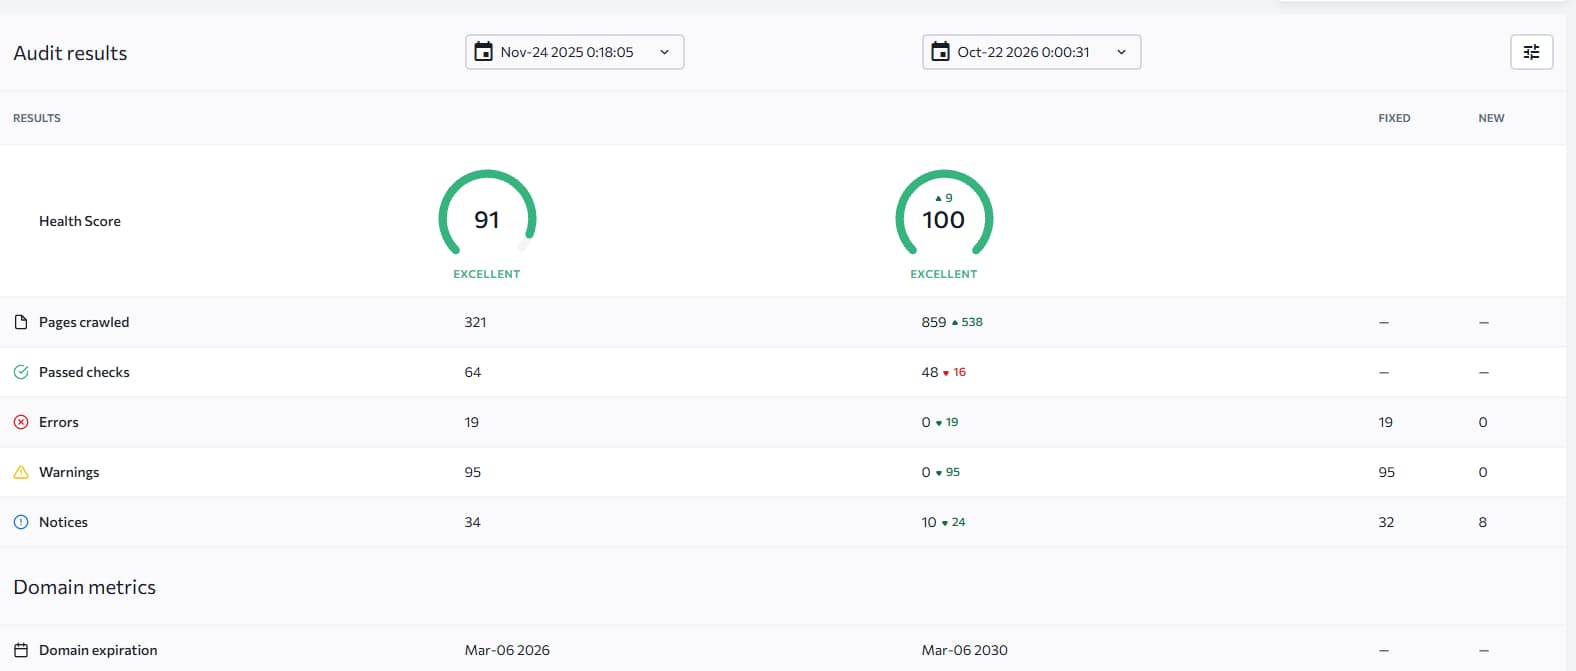 Audit results Nov-24 2025 0:18:05 Oct-22 2026 0:00:31
RESULTS FIXED NEW
Health Score 91 ▲ 9 100
EXCELLENT EXCELLENT
Pages crawled 321 859 ▲ 538 – –
Passed checks 64 48 ▼ 16 – –
Errors 19 0 ▼ 19 19 0
Warnings 95 0 ▼ 95 95 0
Notices 34 10 ▼ 24 32 8
Domain metrics
Domain expiration Mar-06 2026 Mar-06 2030 – –